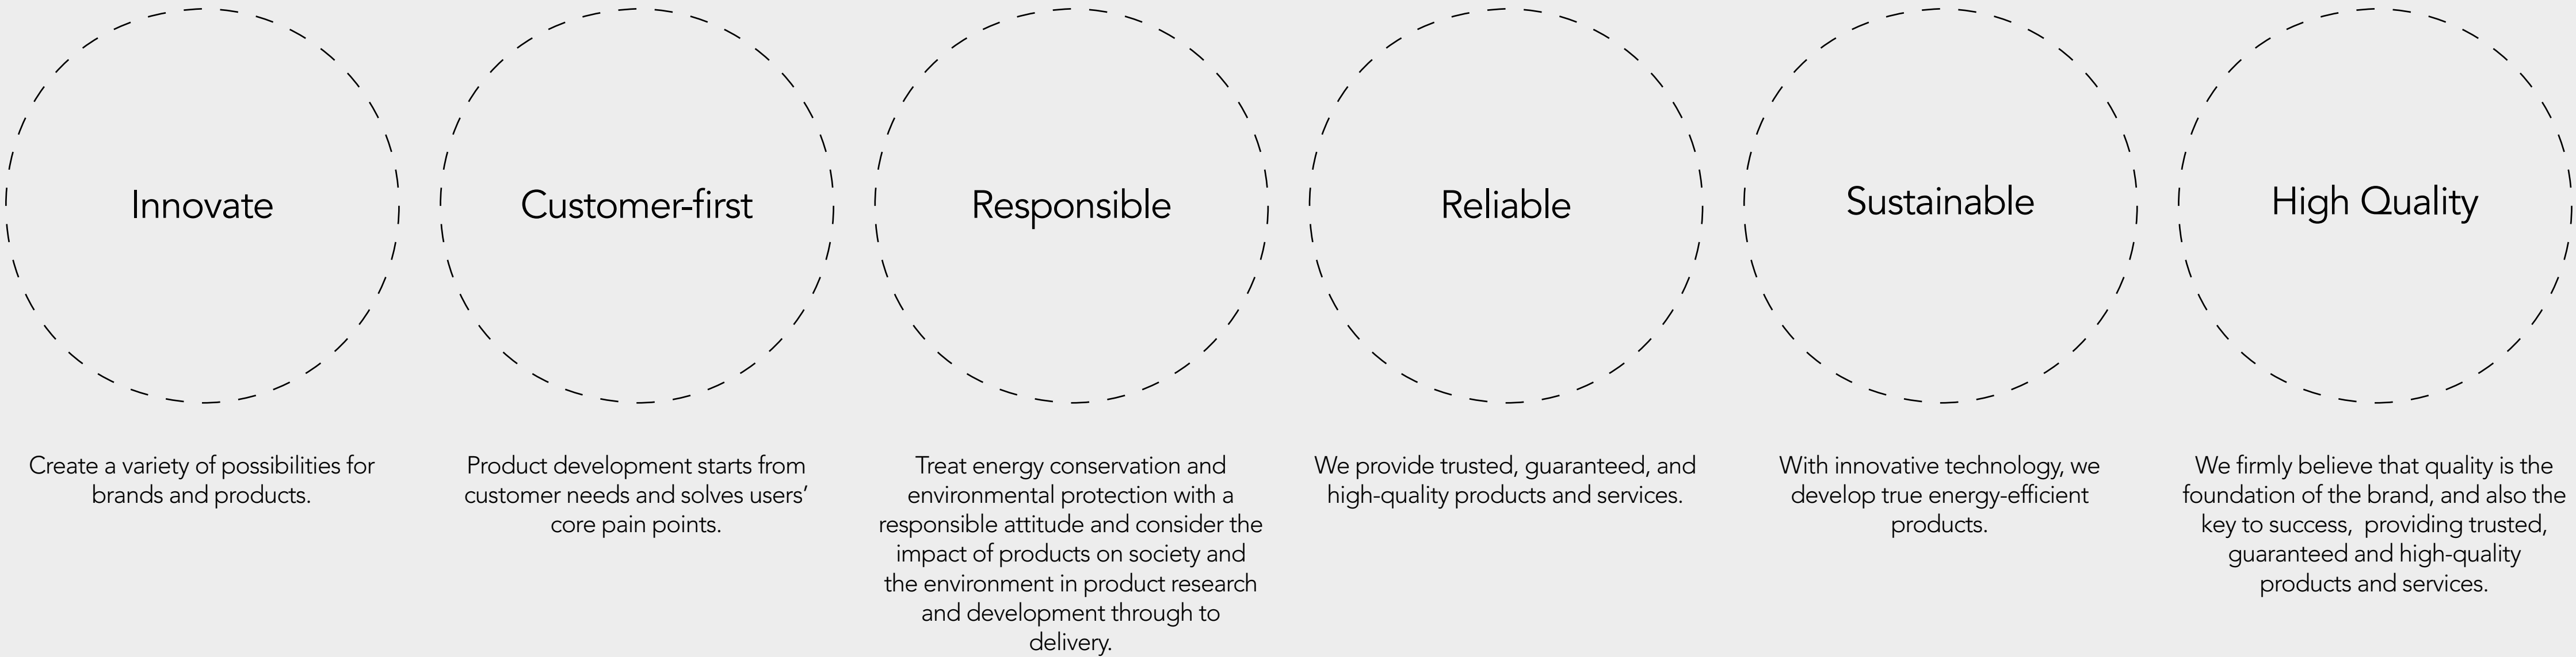 Innovate
Create a variety of possibilities for
brands and products.
Customer-first
Product development starts from
customer needs and solves users’
core pain points.
Responsible
Treat energy conservation and
environmental protection with a
responsible attitude and consider the
impact of products on society and
the environment in product research
and development through to
delivery.
Reliable
We provide trusted, guaranteed, and
high-quality products and services.
Sustainable
With innovative technology, we
develop true energy-efficient
products.
High Quality
We firmly believe that quality is the
foundation of the brand, and also the
key to success,  providing trusted,
guaranteed and high-quality
products and services.